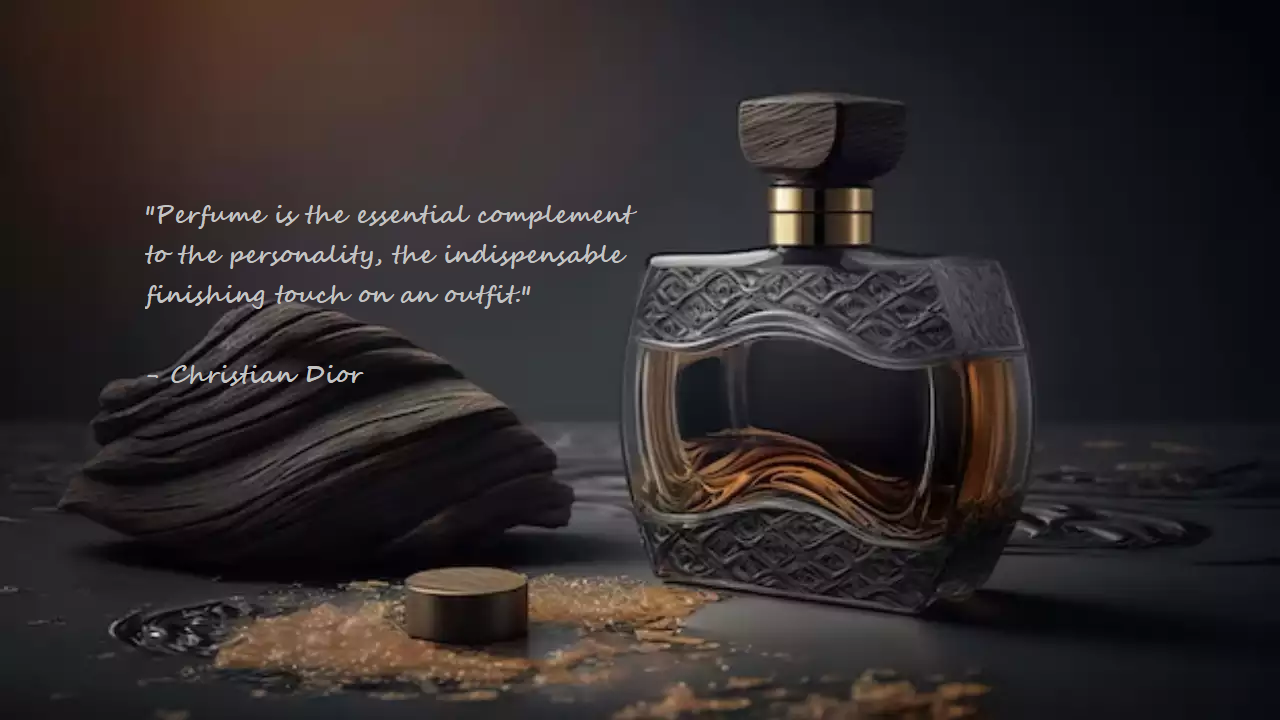 "Perfume is the essential complement
to the personality, the indispensable
finishing touch on an outfit."
- Christian Dior